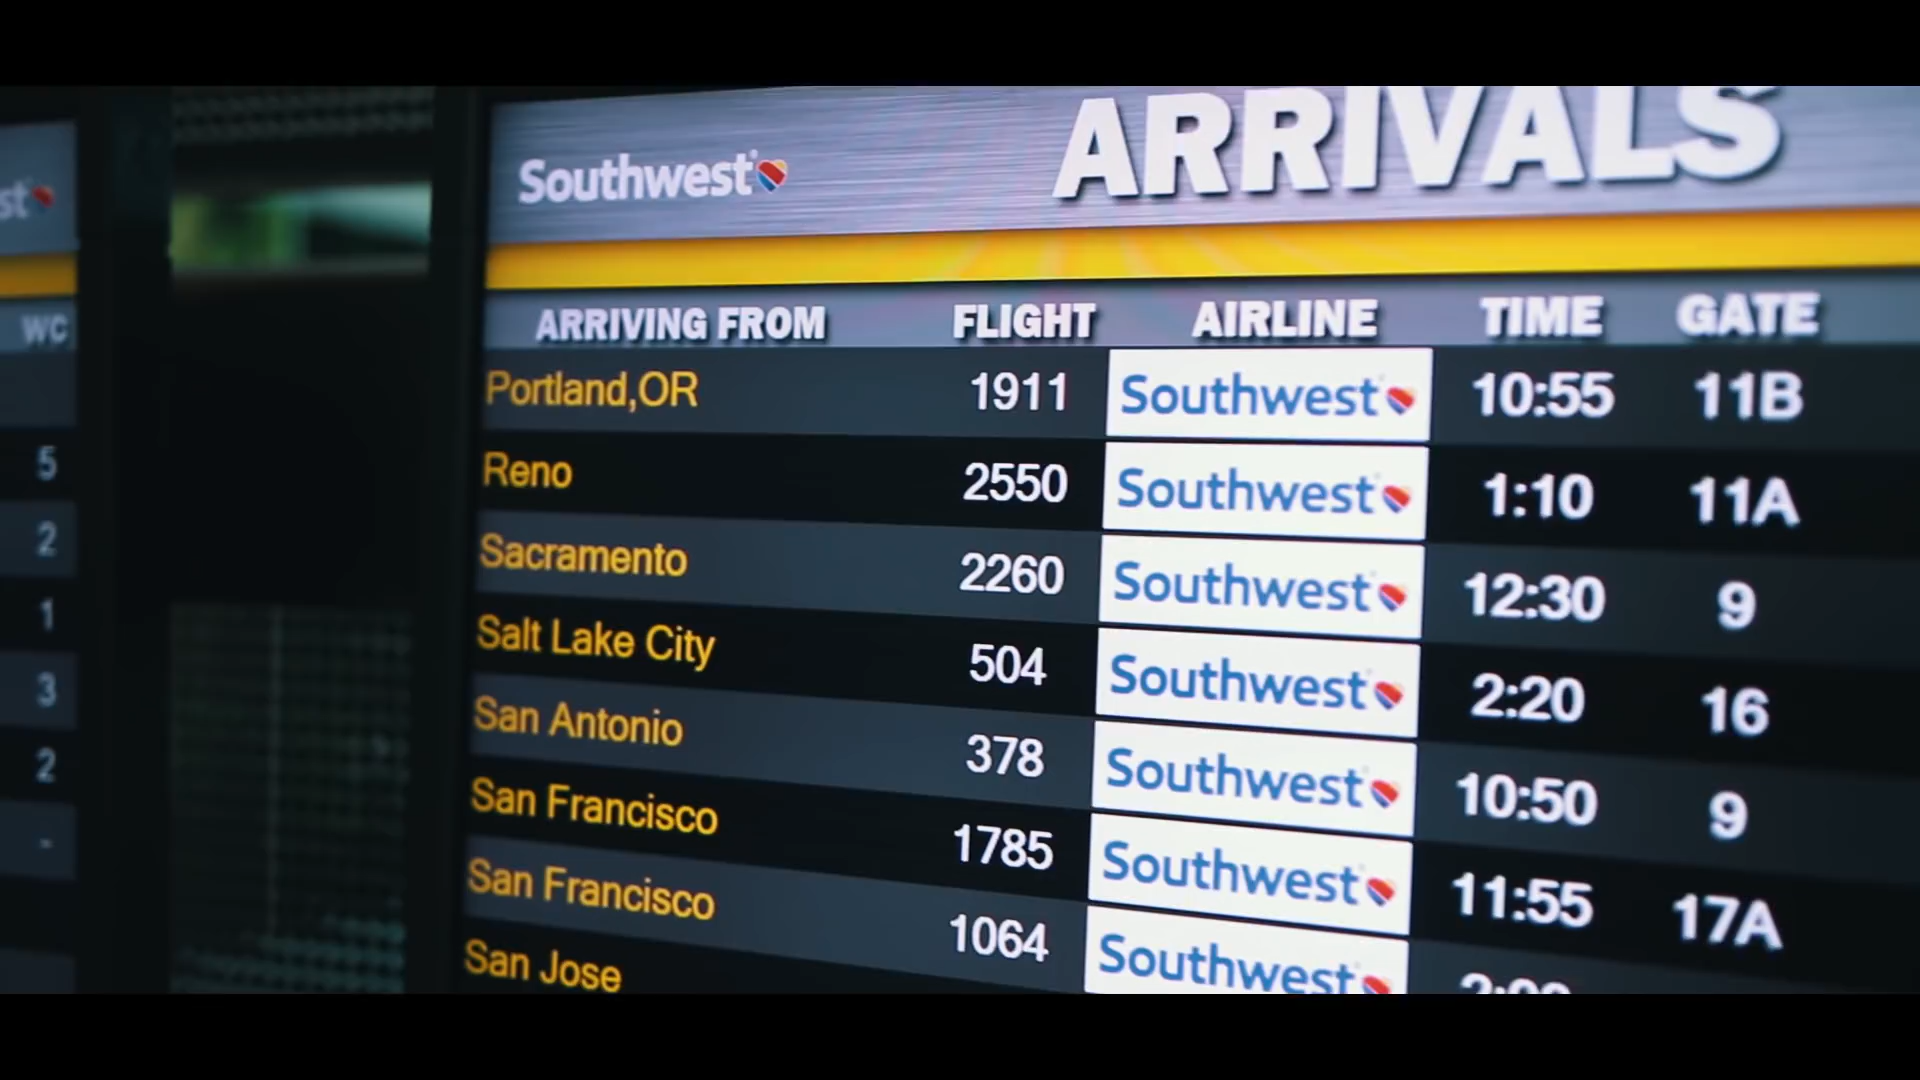 Southwest
ARRIVALS
ARRIVING FROM FLIGHT AIRLINE TIME GATE
Portland,OR 1911 Southwest 10:55 11B
Reno 2550 Southwest 1:10 11A
Sacramento 2260 Southwest 12:30 9
Salt Lake City 504 Southwest 2:20 16
San Antonio 378 Southwest 10:50 9
San Francisco 1785 Southwest 11:55 17A
San Francisco 1064 Southwest
San Jose
st
WC
5
2
1
3
2
-